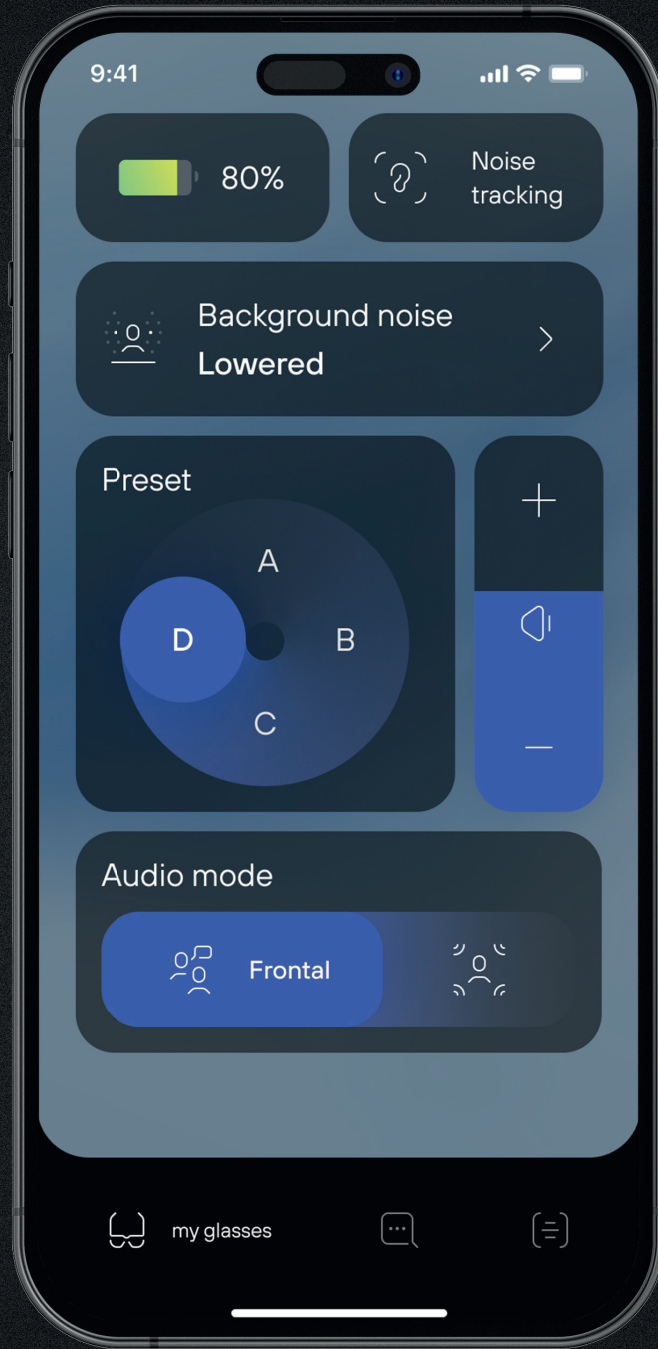 9:41
80%
Noise
tracking
Background noise
Lowered
Preset
A
D
B
C
Audio mode
Frontal
my glasses